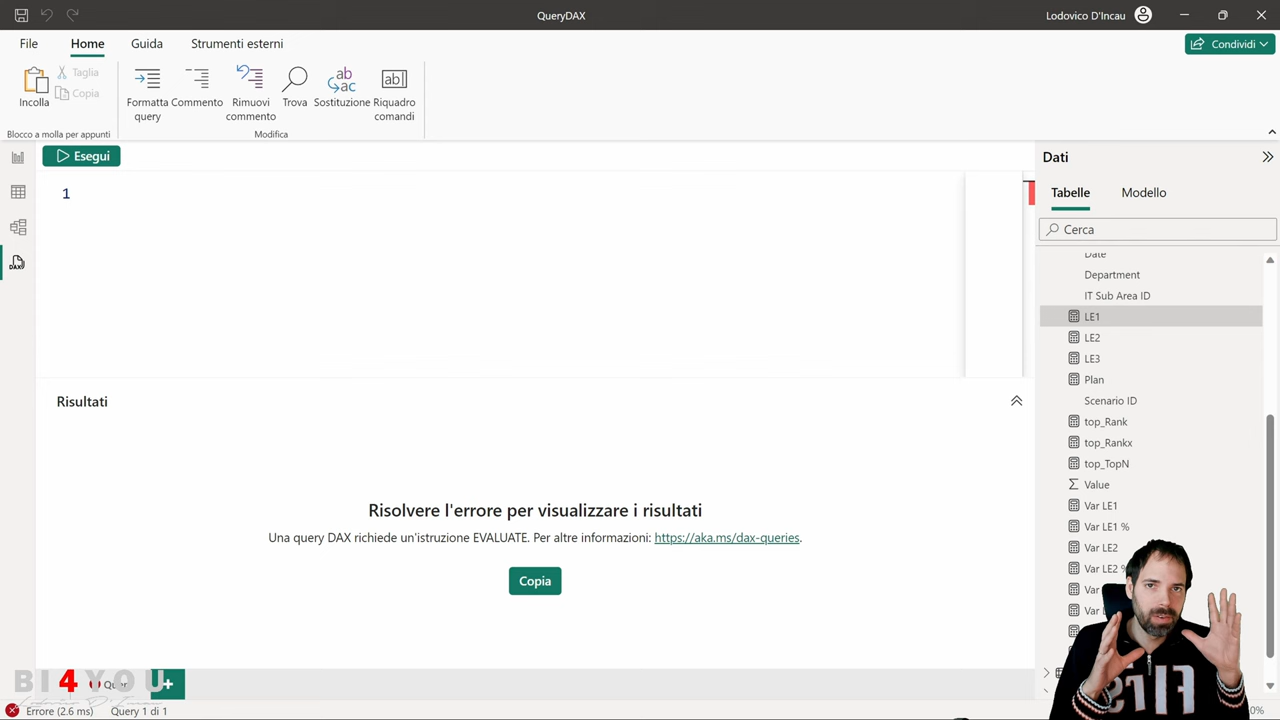 QueryDAX
Lodovico D'Incau
File
Home
Guida
Strumenti esterni
Condividi
Incolla
Taglia
Copia
Blocco a molla per appunti
Formatta query
Commento
Rimuovi commento
Trova
Sostituzione
Riquadro comandi
Modifica
Esegui
1
Risultati
Risolvere l'errore per visualizzare i risultati
Una query DAX richiede un'istruzione EVALUATE. Per altre informazioni: https://aka.ms/dax-queries.
Copia
Dati
Tabelle
Modello
Cerca
Date
Department
IT Sub Area ID
LE1
LE2
LE3
Plan
Scenario ID
top_Rank
top_Rankx
top_TopN
Value
Var LE1
Var LE1 %
Var LE2
Var LE2 %
Var
BI4YOU
Lodovico D'Incau
Errore (2.6 ms)
Query 1 di 1